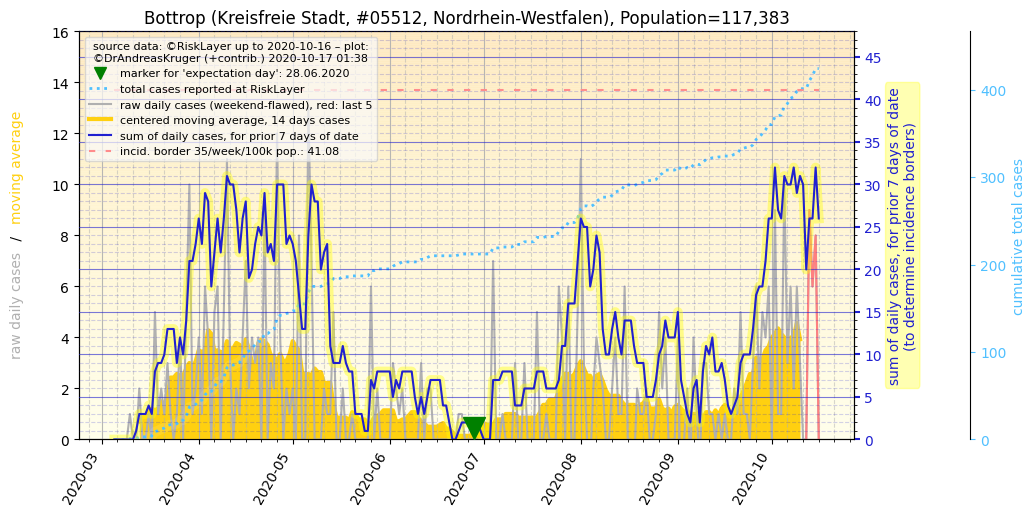 Bottrop (Kreisfreie Stadt, #05512, Nordrhein-Westfalen), Population=117,383
source data: ©RiskLayer up to 2020-10-16 – plot:
©DrAndreasKruger (+contrib.) 2020-10-17 01:38
marker for 'expectation day': 28.06.2020
total cases reported at RiskLayer
raw daily cases (weekend-flawed), red: last 5
centered moving average, 14 days cases
sum of daily cases, for prior 7 days of date
incid. border 35/week/100k pop.: 41.08
raw daily cases / moving average
16
14
12
10
8
6
4
2
0
45
40
35
30
25
20
15
10
5
0
sum of daily cases, for prior 7 days of date
(to determine incidence borders)
400
300
200
100
0
cumulative total cases
2020-03
2020-04
2020-05
2020-06
2020-07
2020-08
2020-09
2020-10